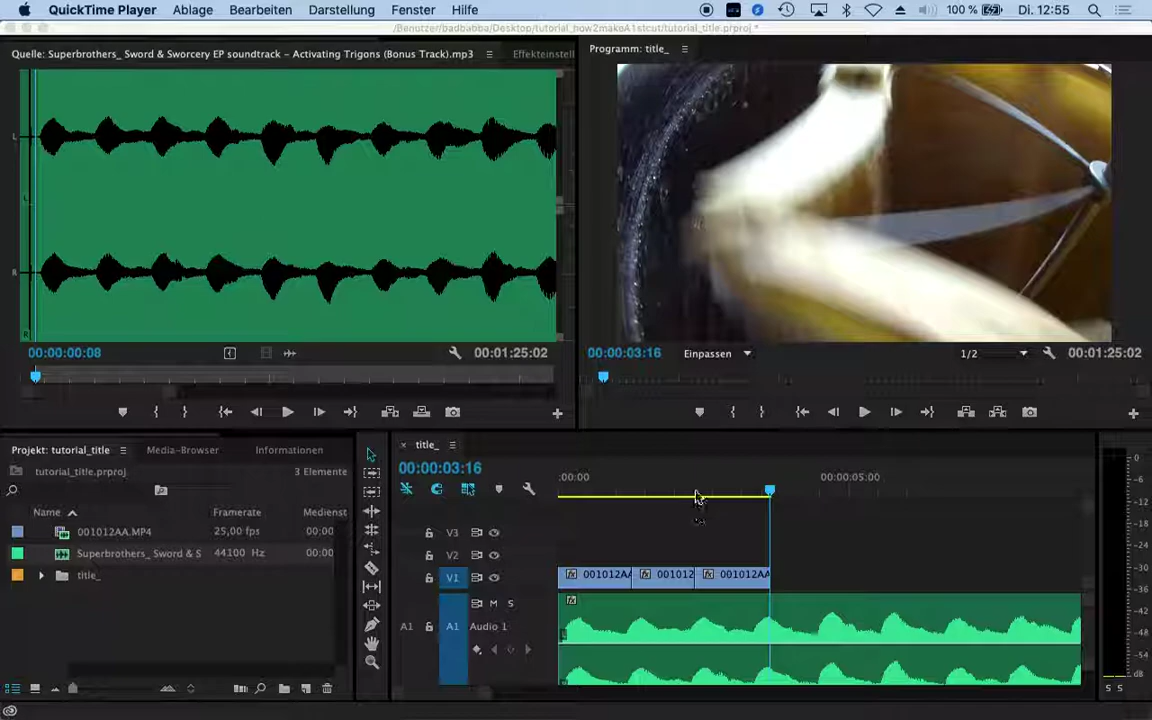 QuickTime Player Ablage Bearbeiten Darstellung Fenster Hilfe 100 % Di. 12:55
/Benutzer/badbabba/Desktop/tutorial_how2makeA1stcut/tutorial_title.prproj *
Quelle: Superbrothers_ Sword & Sworcery EP soundtrack - Activating Trigons (Bonus Track).mp3 Effekteinstell
Programm: title_
L
R
00:00:00:08 00:01:25:02
00:00:03:16 Einpassen 1/2 00:01:25:02
Projekt: tutorial_title Media-Browser Informationen
tutorial_title.prproj 3 Elemente
Name Framerate Medienst
001012AA.MP4 25,00 fps 00:00
Superbrothers_ Sword & S 44100 Hz 00:00
title_
× title_
00:00:03:16
:00:00 00:00:05:00
V3
V2
V1 001012AA 001012 001012AA
M S
A1 A1 Audio 1
0
-6
-12
-18
-24
-30
-36
-42
-48
-54
dB
S S